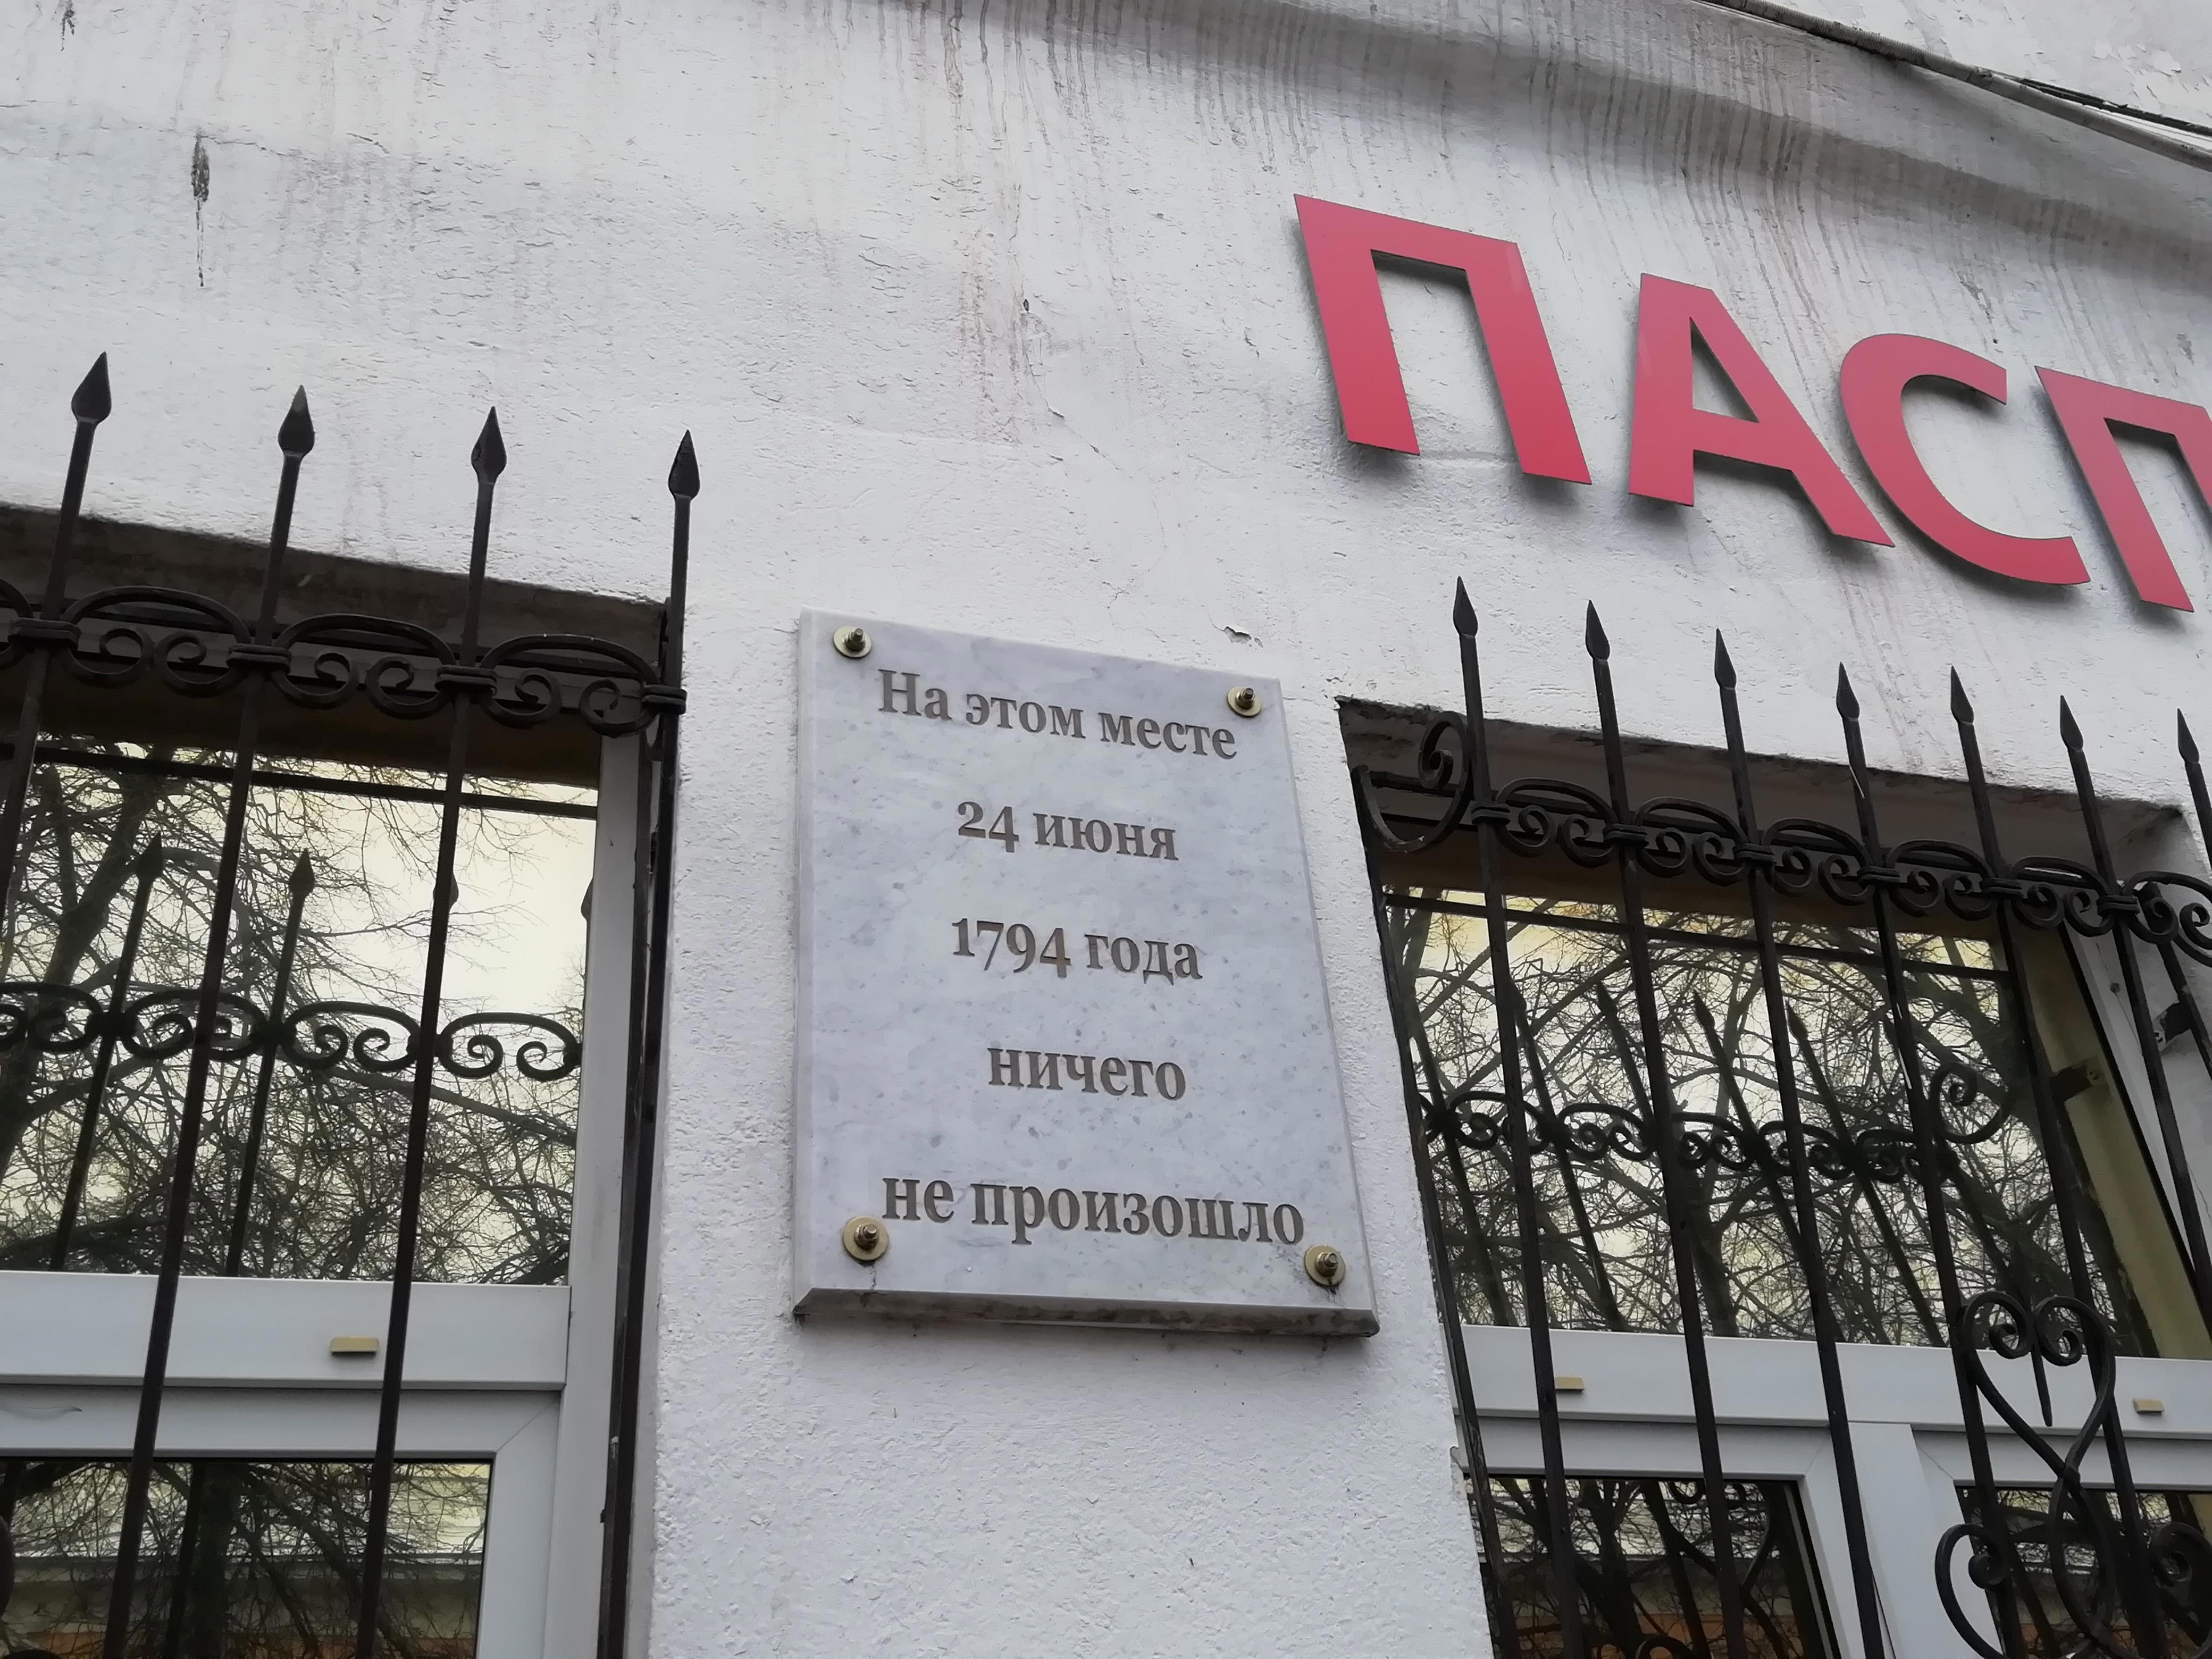 ПАСП
На этом месте
24 июня
1794 года
ничего
не произошло